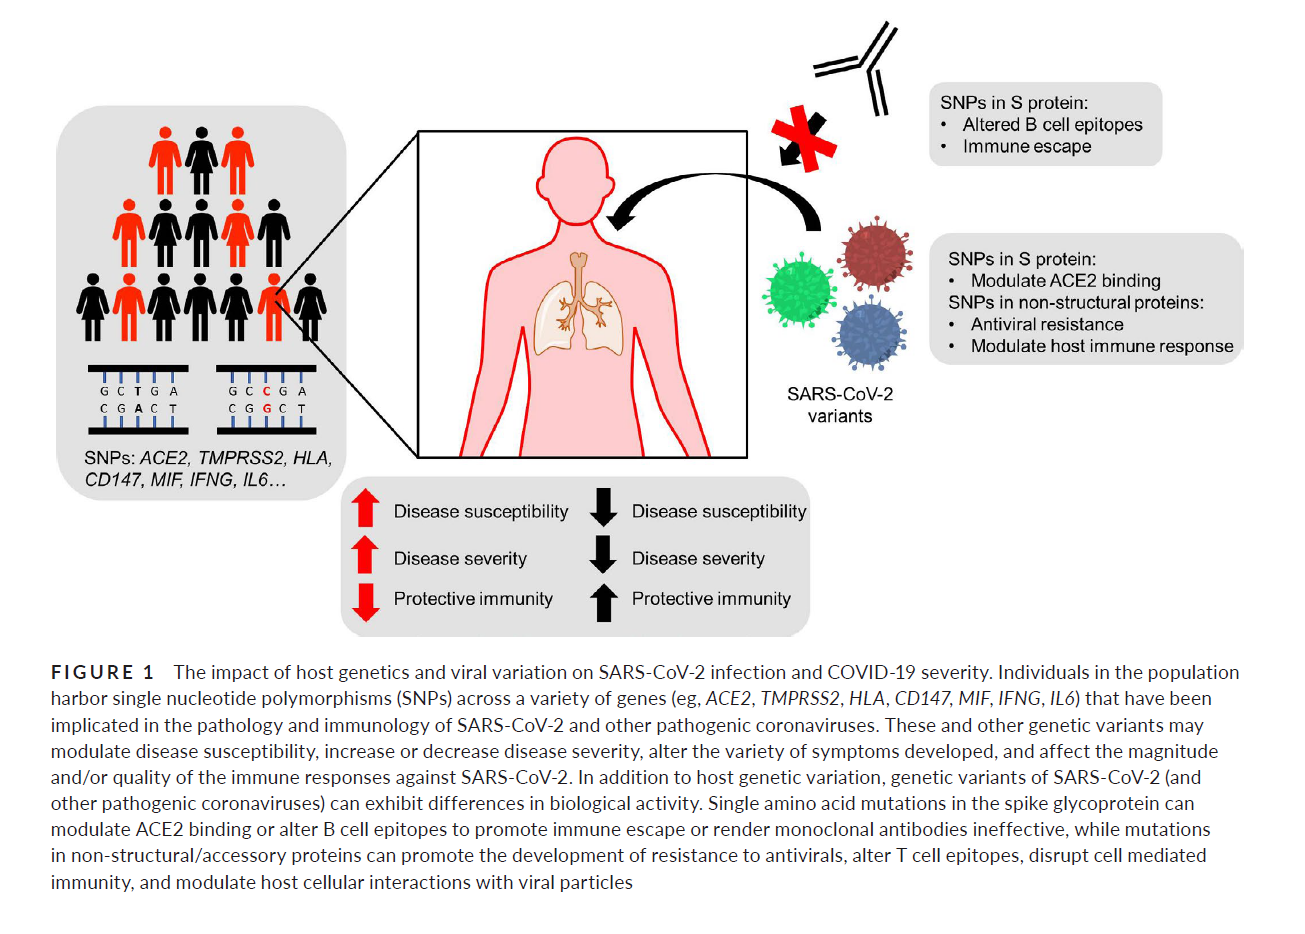 SNPs in S protein:
• Altered B cell epitopes
• Immune escape
SNPs in S protein:
• Modulate ACE2 binding
SNPs in non-structural proteins:
• Antiviral resistance
• Modulate host immune response
SARS-CoV-2
variants
G C T G A
C G A C T
G C C G A
C G G C T
SNPs: ACE2, TMPRSS2, HLA,
CD147, MIF, IFNG, IL6...
Disease susceptibility
Disease severity
Protective immunity
Disease susceptibility
Disease severity
Protective immunity
FIGURE 1 The impact of host genetics and viral variation on SARS-CoV-2 infection and COVID-19 severity. Individuals in the population
harbor single nucleotide polymorphisms (SNPs) across a variety of genes (eg, ACE2, TMPRSS2, HLA, CD147, MIF, IFNG, IL6) that have been
implicated in the pathology and immunology of SARS-CoV-2 and other pathogenic coronaviruses. These and other genetic variants may
modulate disease susceptibility, increase or decrease disease severity, alter the variety of symptoms developed, and affect the magnitude
and/or quality of the immune responses against SARS-CoV-2. In addition to host genetic variation, genetic variants of SARS-CoV-2 (and
other pathogenic coronaviruses) can exhibit differences in biological activity. Single amino acid mutations in the spike glycoprotein can
modulate ACE2 binding or alter B cell epitopes to promote immune escape or render monoclonal antibodies ineffective, while mutations
in non-structural/accessory proteins can promote the development of resistance to antivirals, alter T cell epitopes, disrupt cell mediated
immunity, and modulate host cellular interactions with viral particles